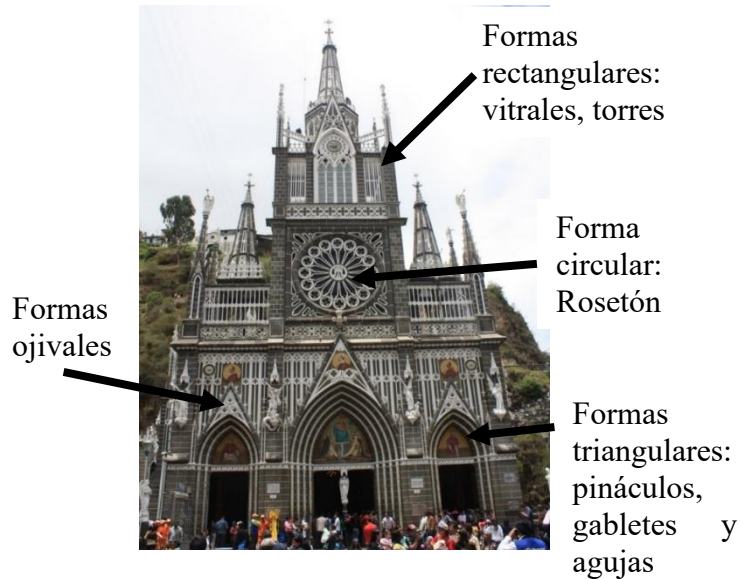 Formas
rectangulares:
vitrales, torres
Forma
circular:
Rosetón
Formas
ojivales
Formas
triangulares:
pináculos,
gabletes y
agujas